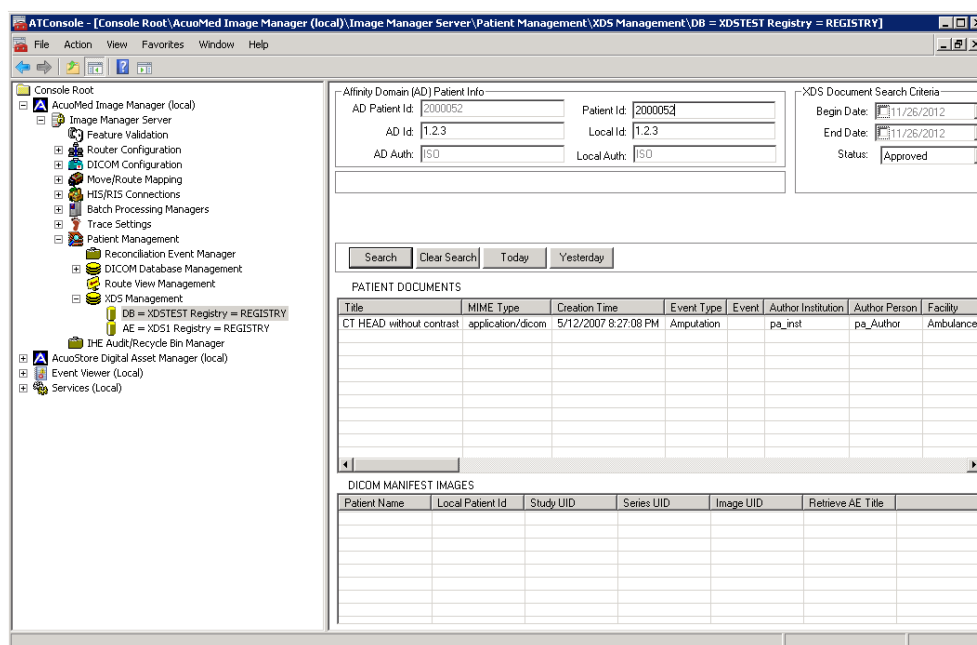 ATConsole - [Console Root\AcuoMed Image Manager (local)\Image Manager Server\Patient Management\XDS Management\DB = XDSTEST Registry = REGISTRY]
File Action View Favorites Window Help
Console Root
AcuoMed Image Manager (local)
Image Manager Server
Feature Validation
Router Configuration
DICOM Configuration
Move/Route Mapping
HIS/RIS Connections
Batch Processing Managers
Trace Settings
Patient Management
Reconciliation Event Manager
DICOM Database Management
Route View Management
XDS Management
DB = XDSTEST Registry = REGISTRY
AE = XDS1 Registry = REGISTRY
IHE Audit/Recycle Bin Manager
AcuoStore Digital Asset Manager (local)
Event Viewer (Local)
Services (Local)
Affinity Domain (AD) Patient Info
AD Patient Id: 2000052 Patient Id: 2000052
AD Id: 1.2.3 Local Id: 1.2.3
AD Auth: ISO Local Auth: ISO
XDS Document Search Criteria
Begin Date: 11/26/2012
End Date: 11/26/2012
Status: Approved
Search Clear Search Today Yesterday
PATIENT DOCUMENTS
Title MIME Type Creation Time Event Type Event Author Institution Author Person Facility
CT HEAD without contrast application/dicom 5/12/2007 8:27:08 PM Amputation pa_inst pa_Author Ambulance
DICOM MANIFEST IMAGES
Patient Name Local Patient Id Study UID Series UID Image UID Retrieve AE Title